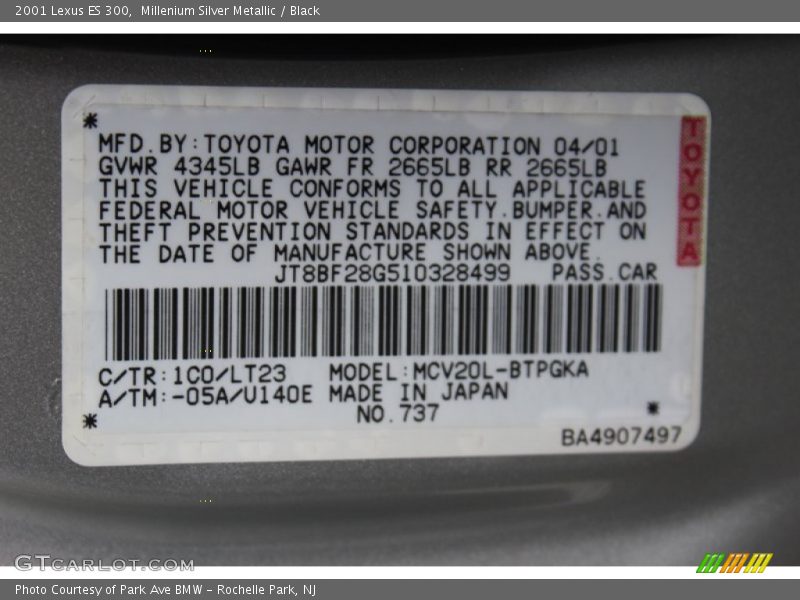 2001 Lexus ES 300, Millenium Silver Metallic / Black
MFD.BY:TOYOTA MOTOR CORPORATION 04/01
GVWR 4345LB GAWR FR 2665LB RR 2665LB
THIS VEHICLE CONFORMS TO ALL APPLICABLE
FEDERAL MOTOR VEHICLE SAFETY.BUMPER.AND
THEFT PREVENTION STANDARDS IN EFFECT ON
THE DATE OF MANUFACTURE SHOWN ABOVE.
JT8BF28G510328499 PASS.CAR
TOYOTA
C/TR:1C0/LT23 MODEL:MCV20L-BTPGKA
A/TM:-05A/U140E MADE IN JAPAN
NO.737
BA4907497
GTCARLOT.COM
Photo Courtesy of Park Ave BMW - Rochelle Park, NJ